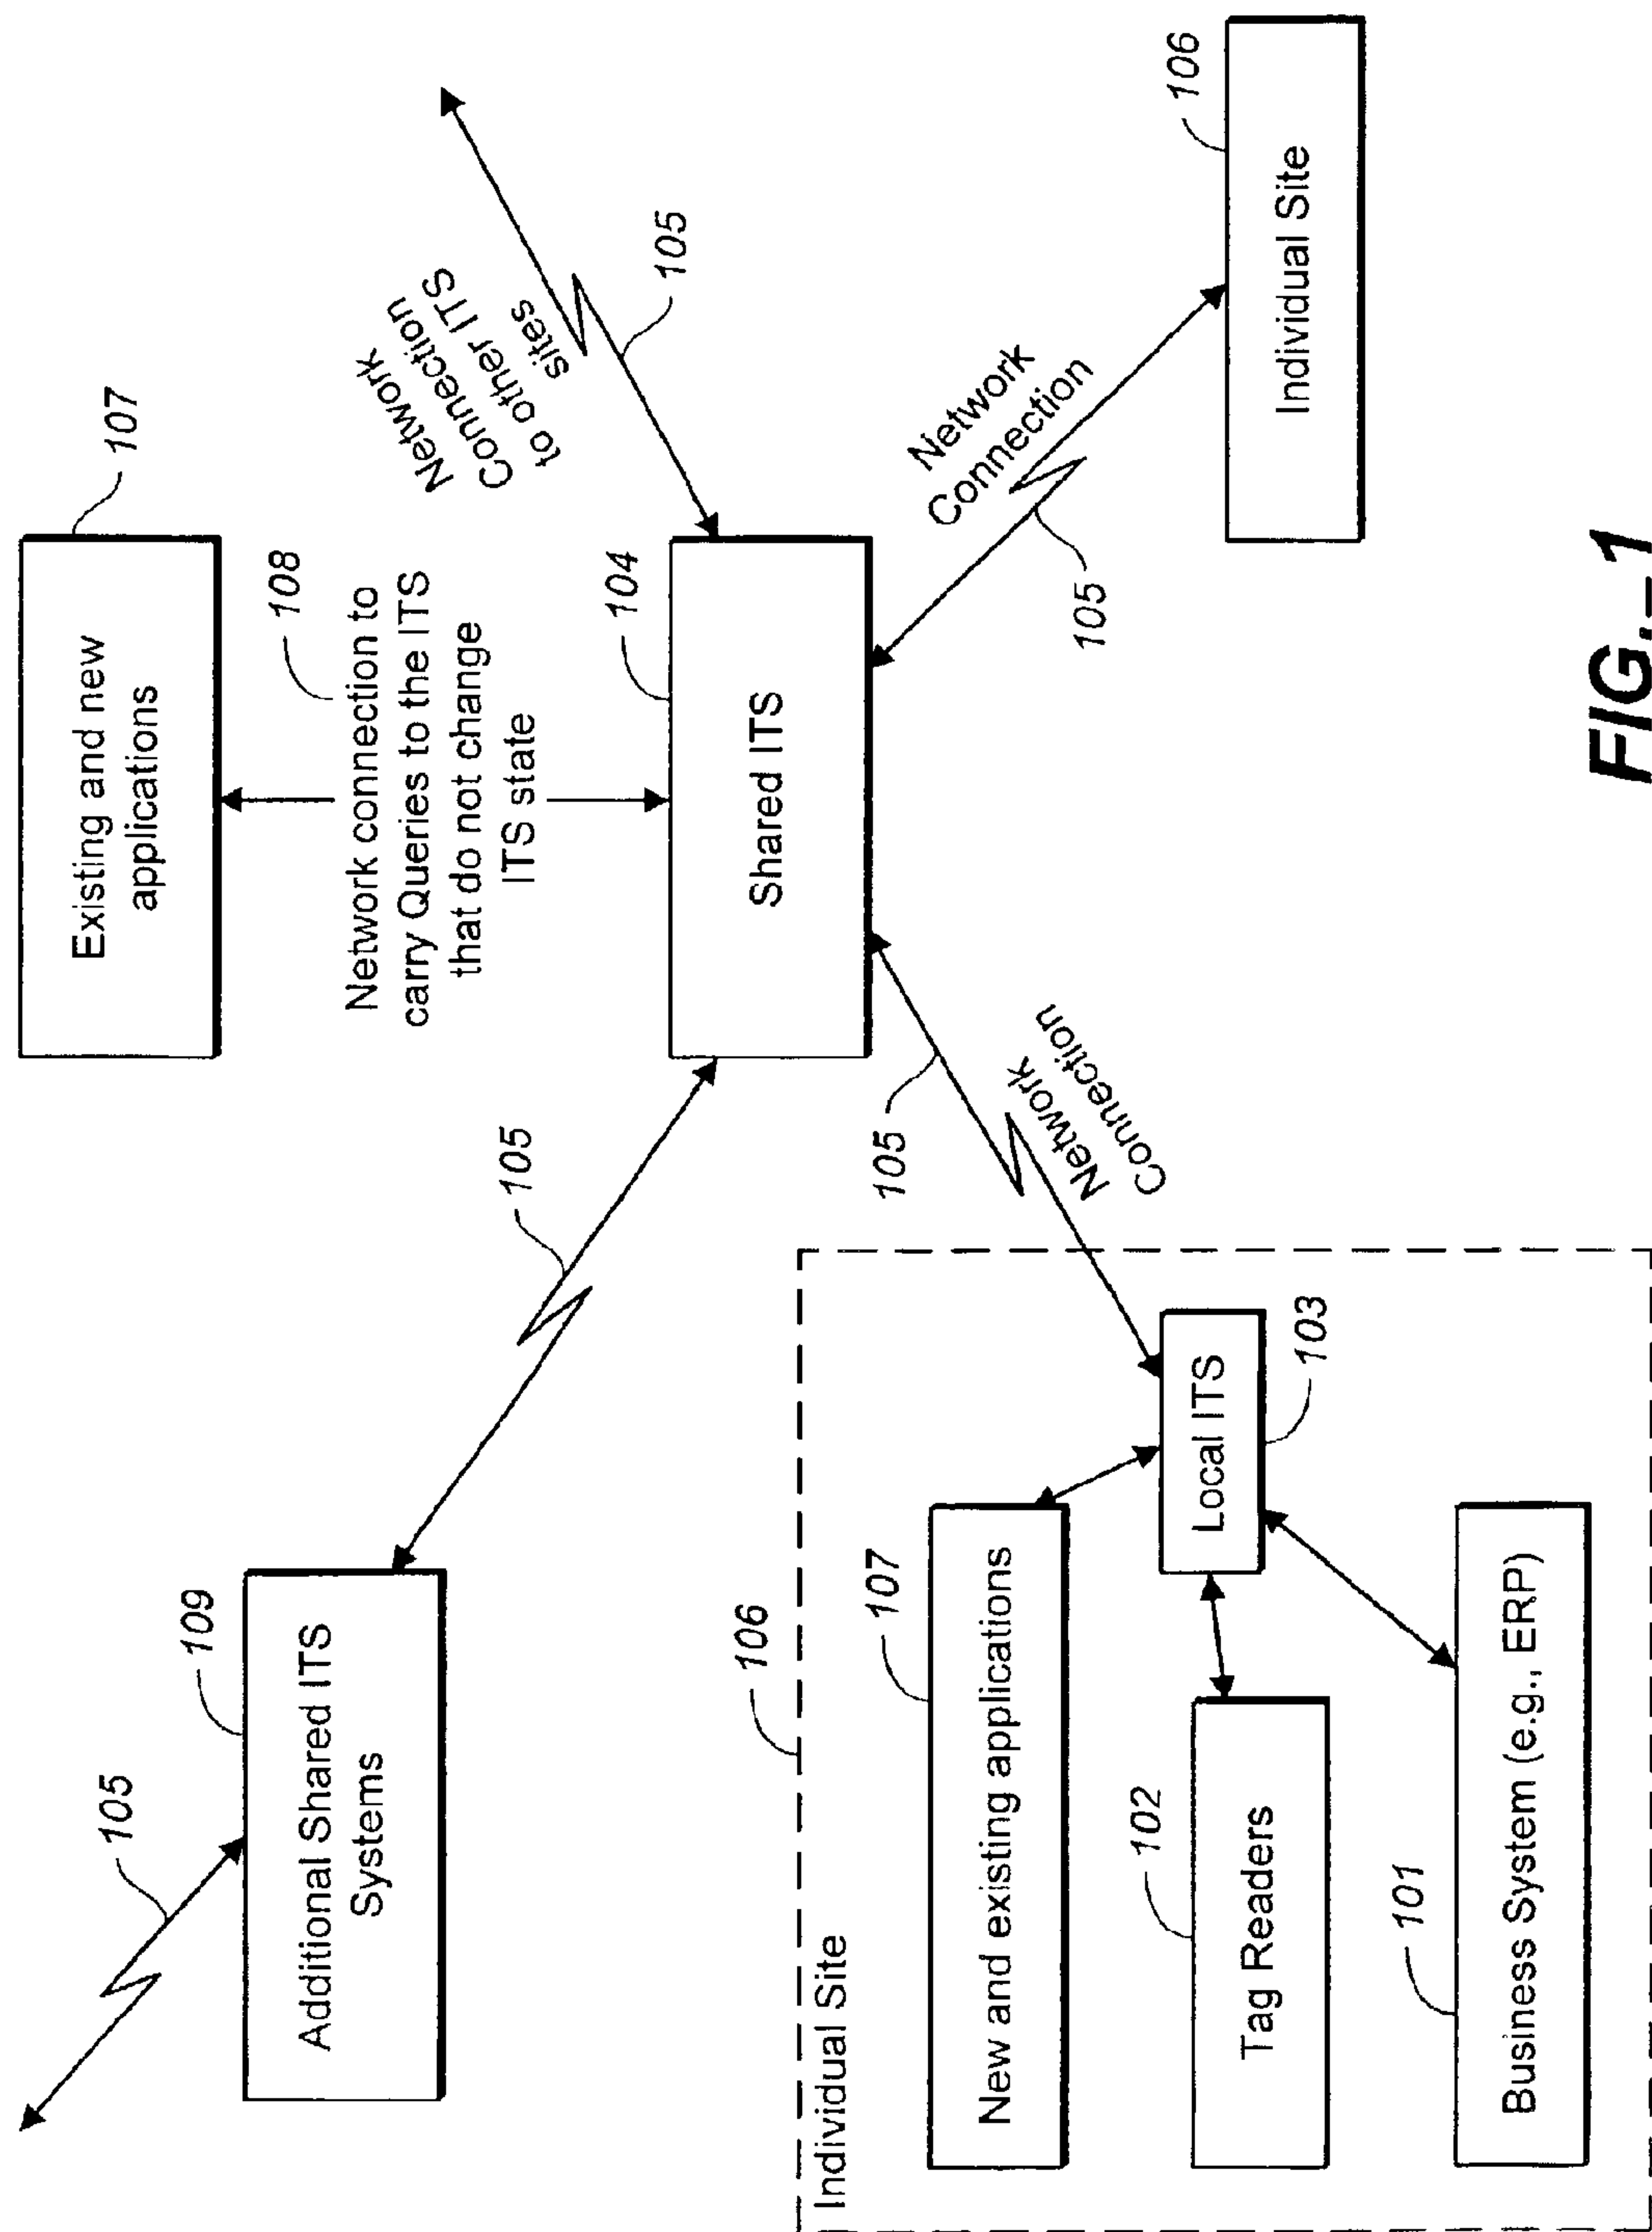 105
109
Additional Shared ITS
Systems
105
107
Existing and new
applications
108
Network connection to
carry Queries to the ITS
that do not change
ITS state
Network
Connection
to other ITS
sites
105
104
Shared ITS
105
Network
Connection
Network
Connection
105
106
Individual Site
106
Individual Site
107
New and existing applications
Local ITS
103
102
Tag Readers
101
Business System (e.g., ERP)
FIG._1